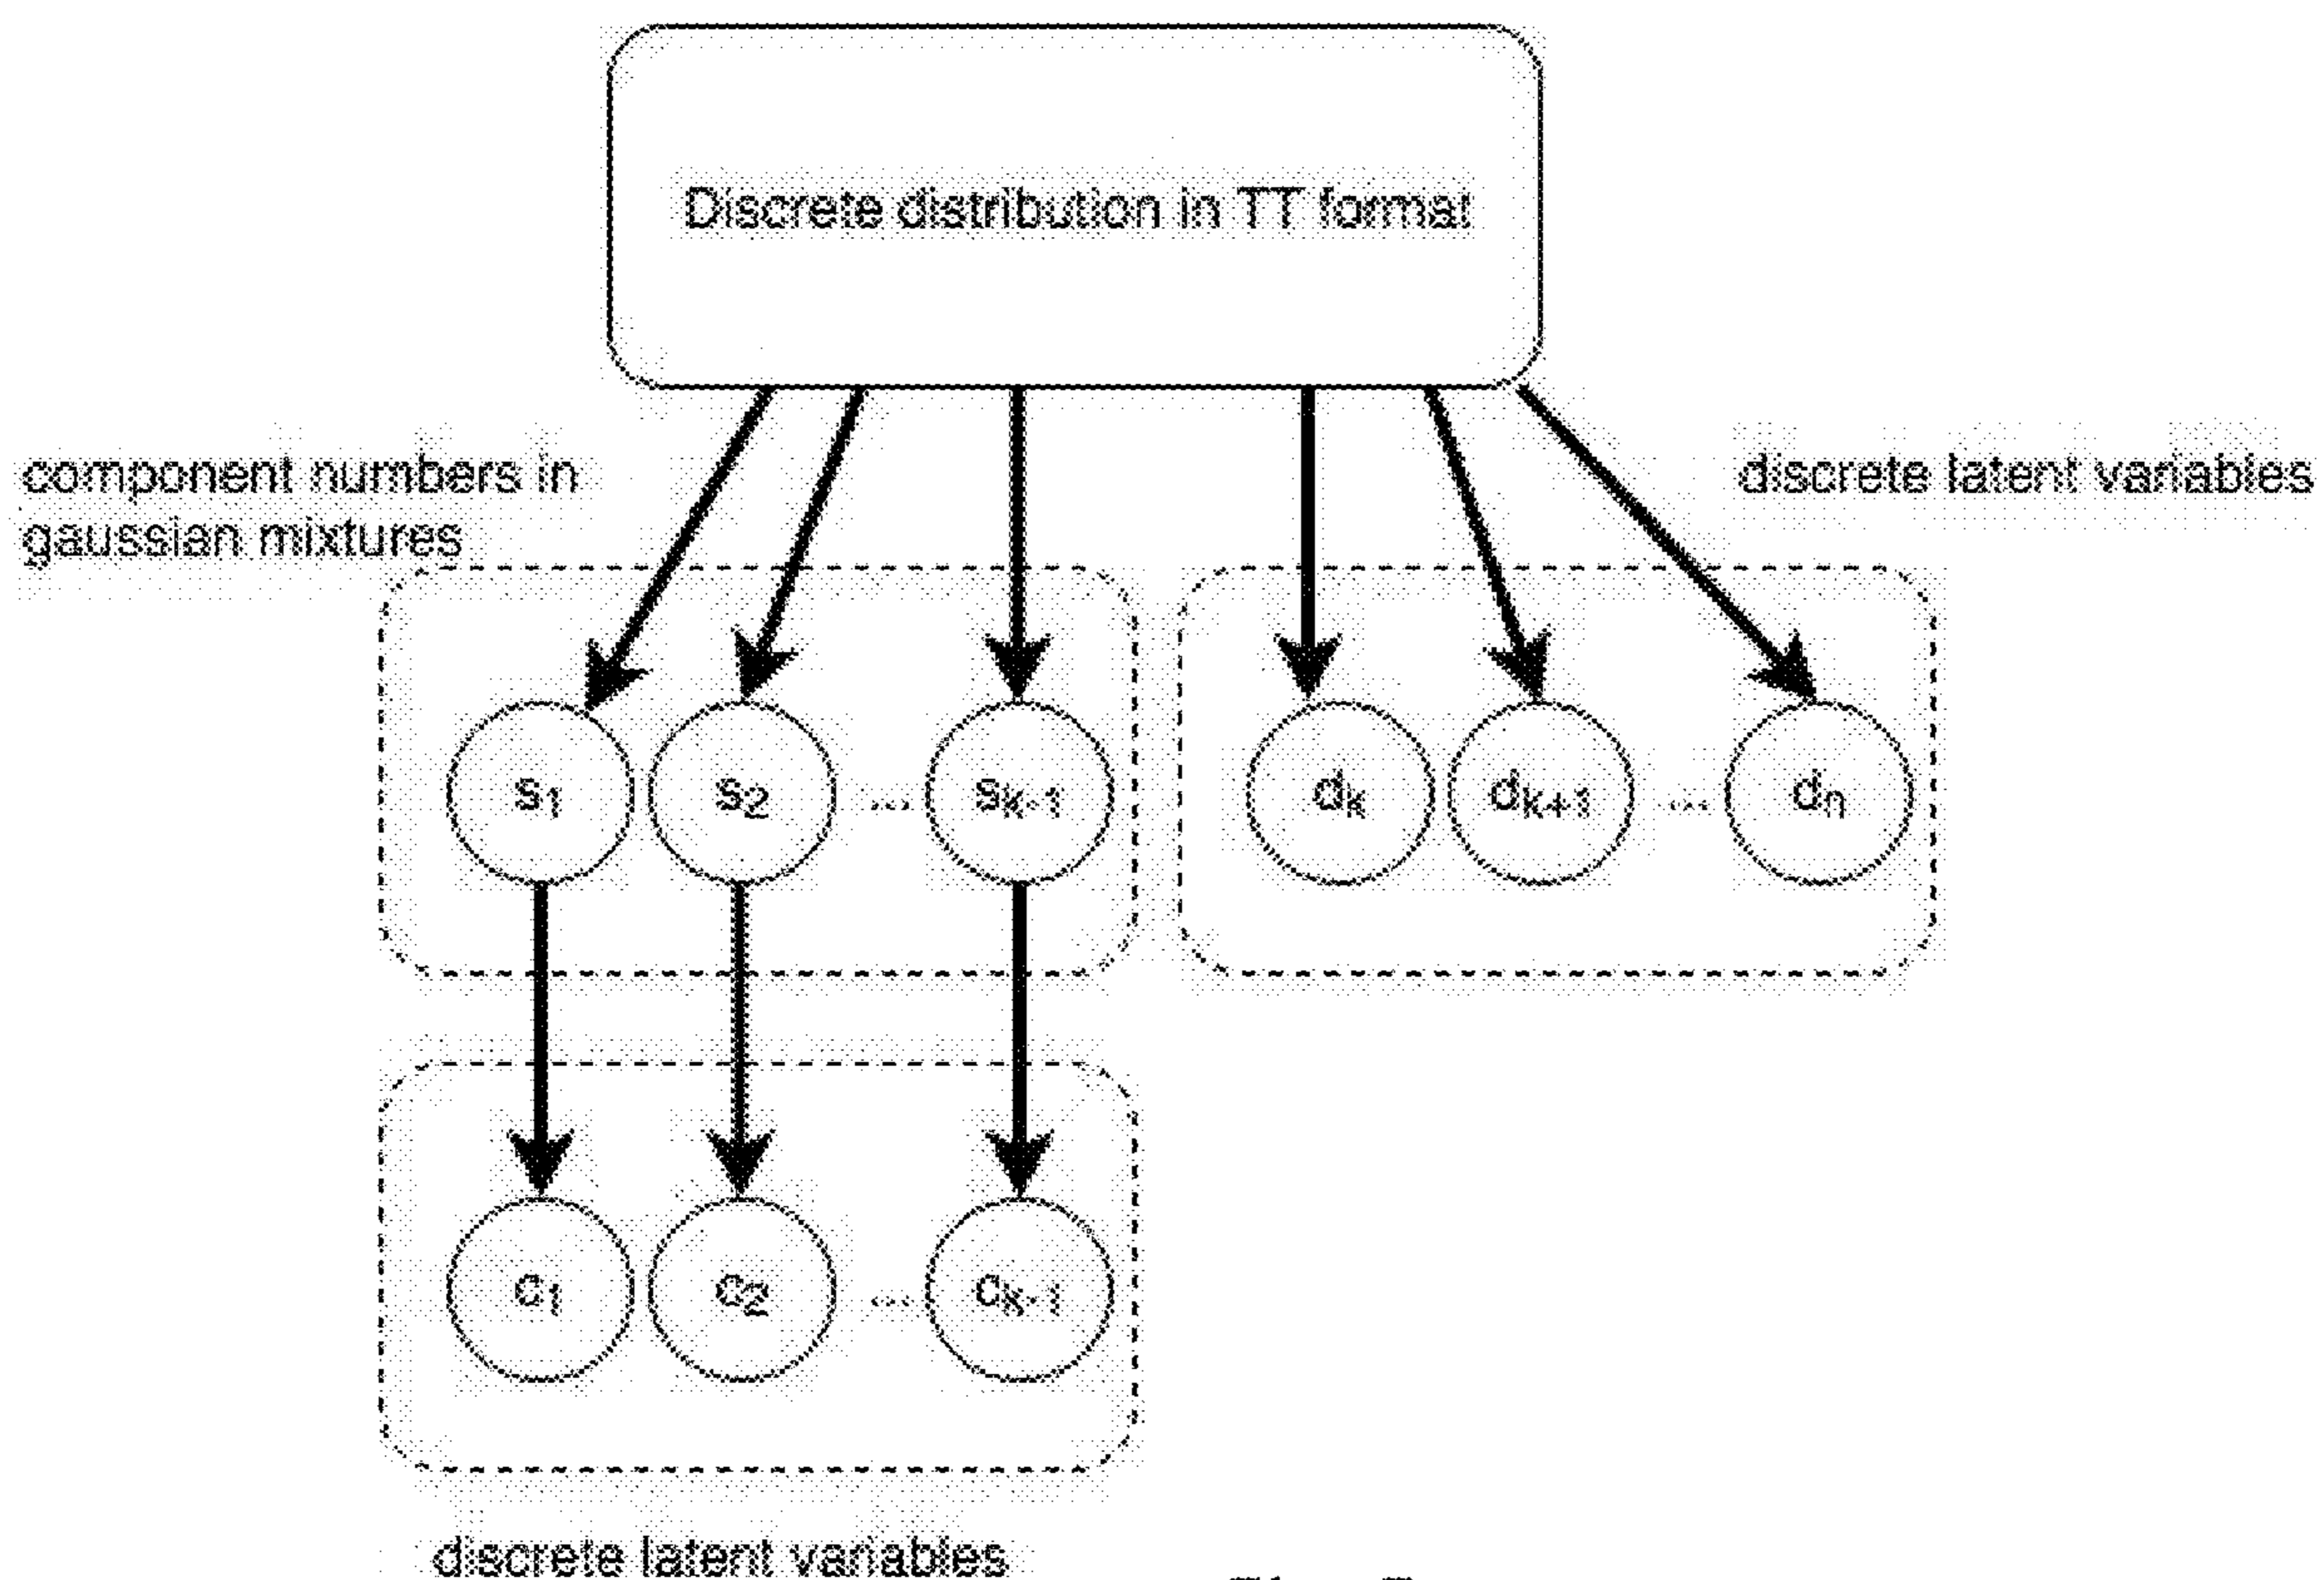 Discrete distribution in TT format
component numbers in
gaussian mixtures
discrete latent variables
s1 s2 ... sk-1 dk dk+1 ... dn
c1 c2 ... ck-1
discrete latent variables